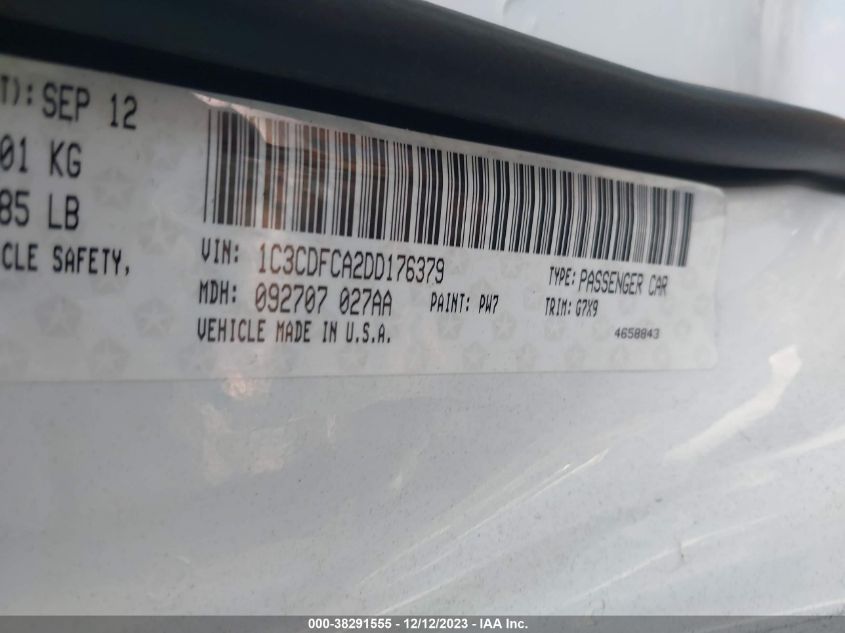 T): SEP 12
01 KG
85 LB
CLE SAFETY,
VIN: 1C3CDFCA2DD176379
TYPE: PASSENGER CAR
MDH: 092707 027AA
PAINT: PW7
TRIM: G7X9
VEHICLE MADE IN U.S.A.
4658843
000-38291555 - 12/12/2023 - IAA Inc.